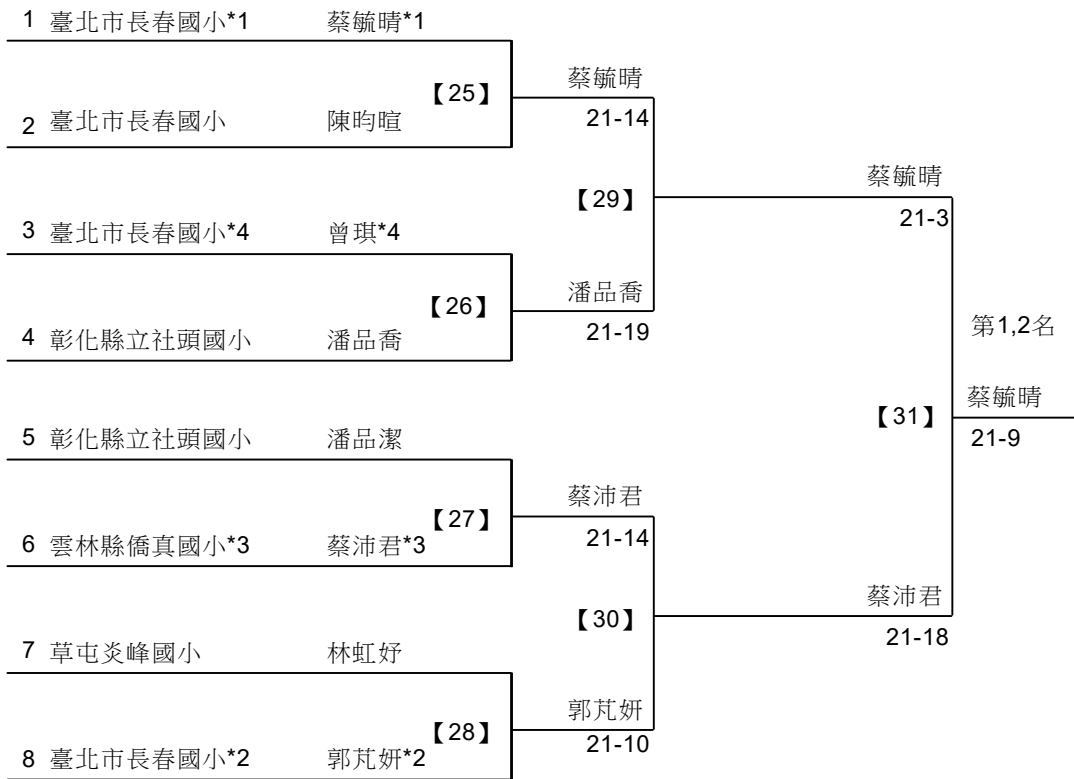 1 臺北市長春國小*1 蔡毓晴*1
蔡毓晴
【25】
21-14
2 臺北市長春國小 陳昀暄
蔡毓晴
【29】
21-3
3 臺北市長春國小*4 曾琪*4
潘品喬
【26】
21-19
4 彰化縣立社頭國小 潘品喬
第1,2名
蔡毓晴
【31】
21-9
5 彰化縣立社頭國小 潘品潔
蔡沛君
【27】
21-14
6 雲林縣僑真國小*3 蔡沛君*3
蔡沛君
【30】
21-18
7 草屯炎峰國小 林虹妤
郭芃妍
【28】
21-10
8 臺北市長春國小*2 郭芃妍*2